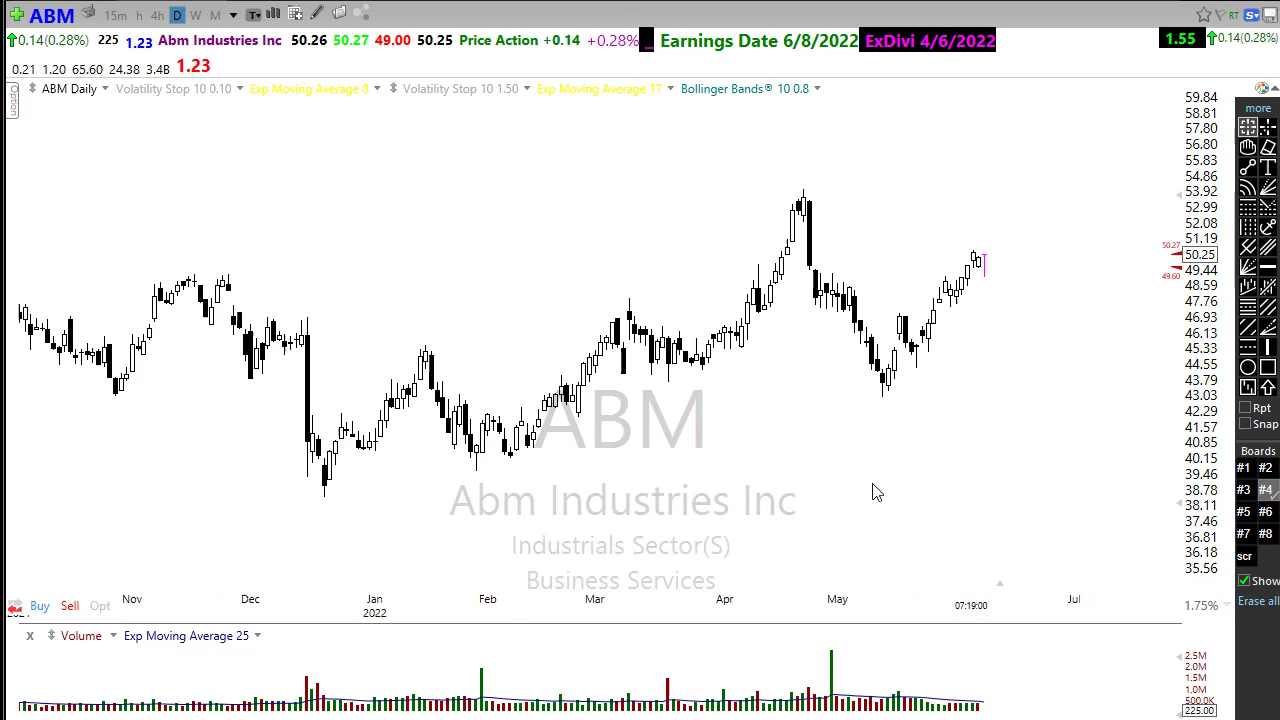 ABM 15m h 4h D W M T RT S
0.14(0.28%) 225 1.23 Abm Industries Inc 50.26 50.27 49.00 50.25 Price Action +0.14 +0.28% ... Earnings Date 6/8/2022 ExDivi 4/6/2022 1.55 0.14(0.28%)
0.21 1.20 65.60 24.38 3.4B 1.23
Option
ABM Daily Volatility Stop 10 0.10 Exp Moving Average 8 Volatility Stop 10 1.50 Exp Moving Average 17 Bollinger Bands® 10 0.8
59.84
58.81
57.80
56.80
55.83
54.86
53.92
52.99
52.08
51.19
50.27
50.25
49.44
49.60
48.59
47.76
46.93
46.13
45.33
44.55
43.79
43.03
42.29
41.57
40.85
40.15
39.46
38.78
38.11
37.46
36.81
36.18
35.56
more
T
Rpt
Snap
Boards
#1 #2
#3 #4
#5 #6
#7 #8
scr
Show
Erase all
ABM
Abm Industries Inc
Industrials Sector(S)
Business Services
Buy Sell Opt
Nov Dec Jan Feb Mar Apr May 07:19:00 Jul
2022
1.75%
X Volume Exp Moving Average 25
2.5M
2.0M
1.5M
1.0M
500.0K
225.00